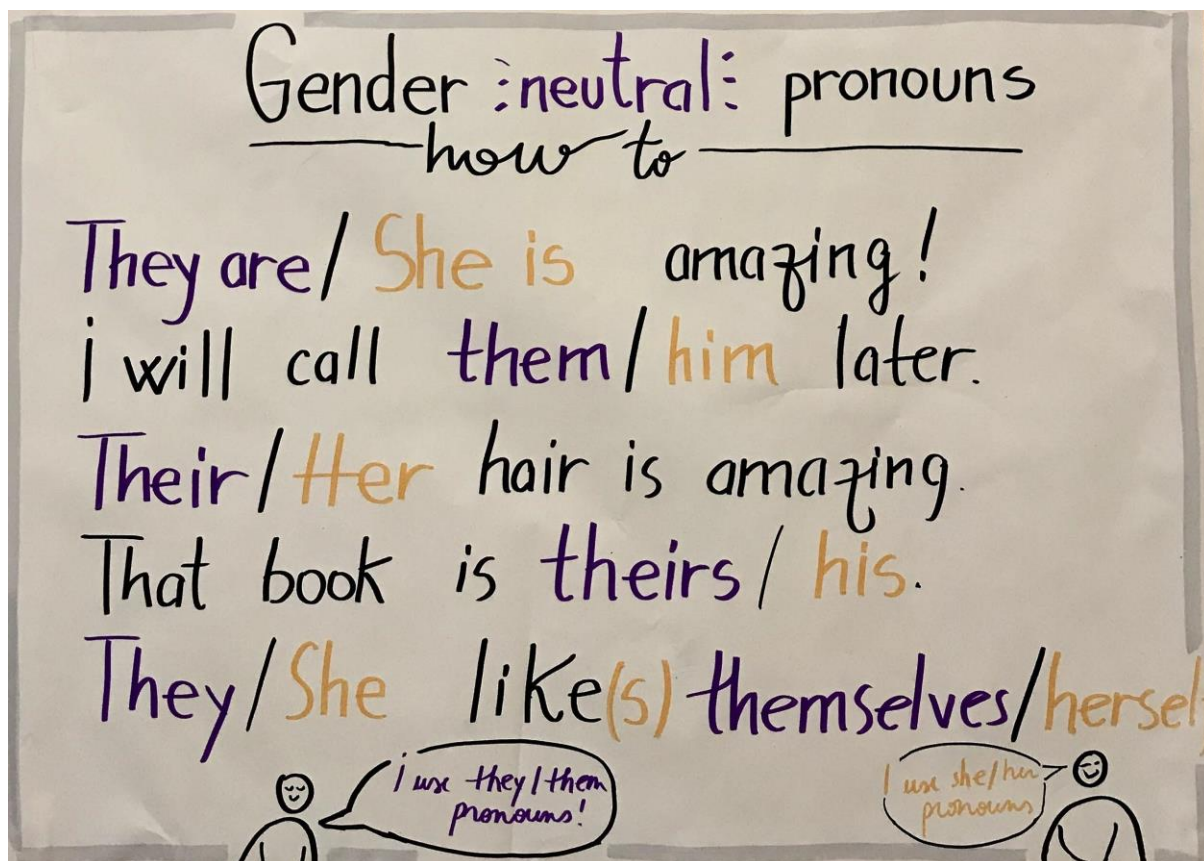 Gender neutral pronouns
how to
They are/ She is amazing!
i will call them/him later.
Their/Her hair is amazing.
That book is theirs/ his.
They/She like(s) themselves/hersel
i use they/them
pronouns!
I use she/her
pronouns